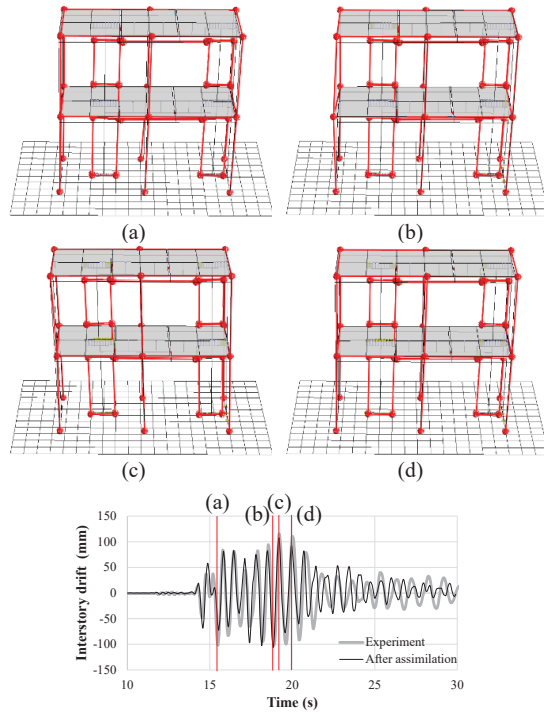 (a)
(b)
(c)
(d)
(a)
(b)
(c)
(d)
150
100
50
0
-50
-100
-150
Interstory drift (mm)
Experiment
After assimilation
10
15
20
25
30
Time (s)